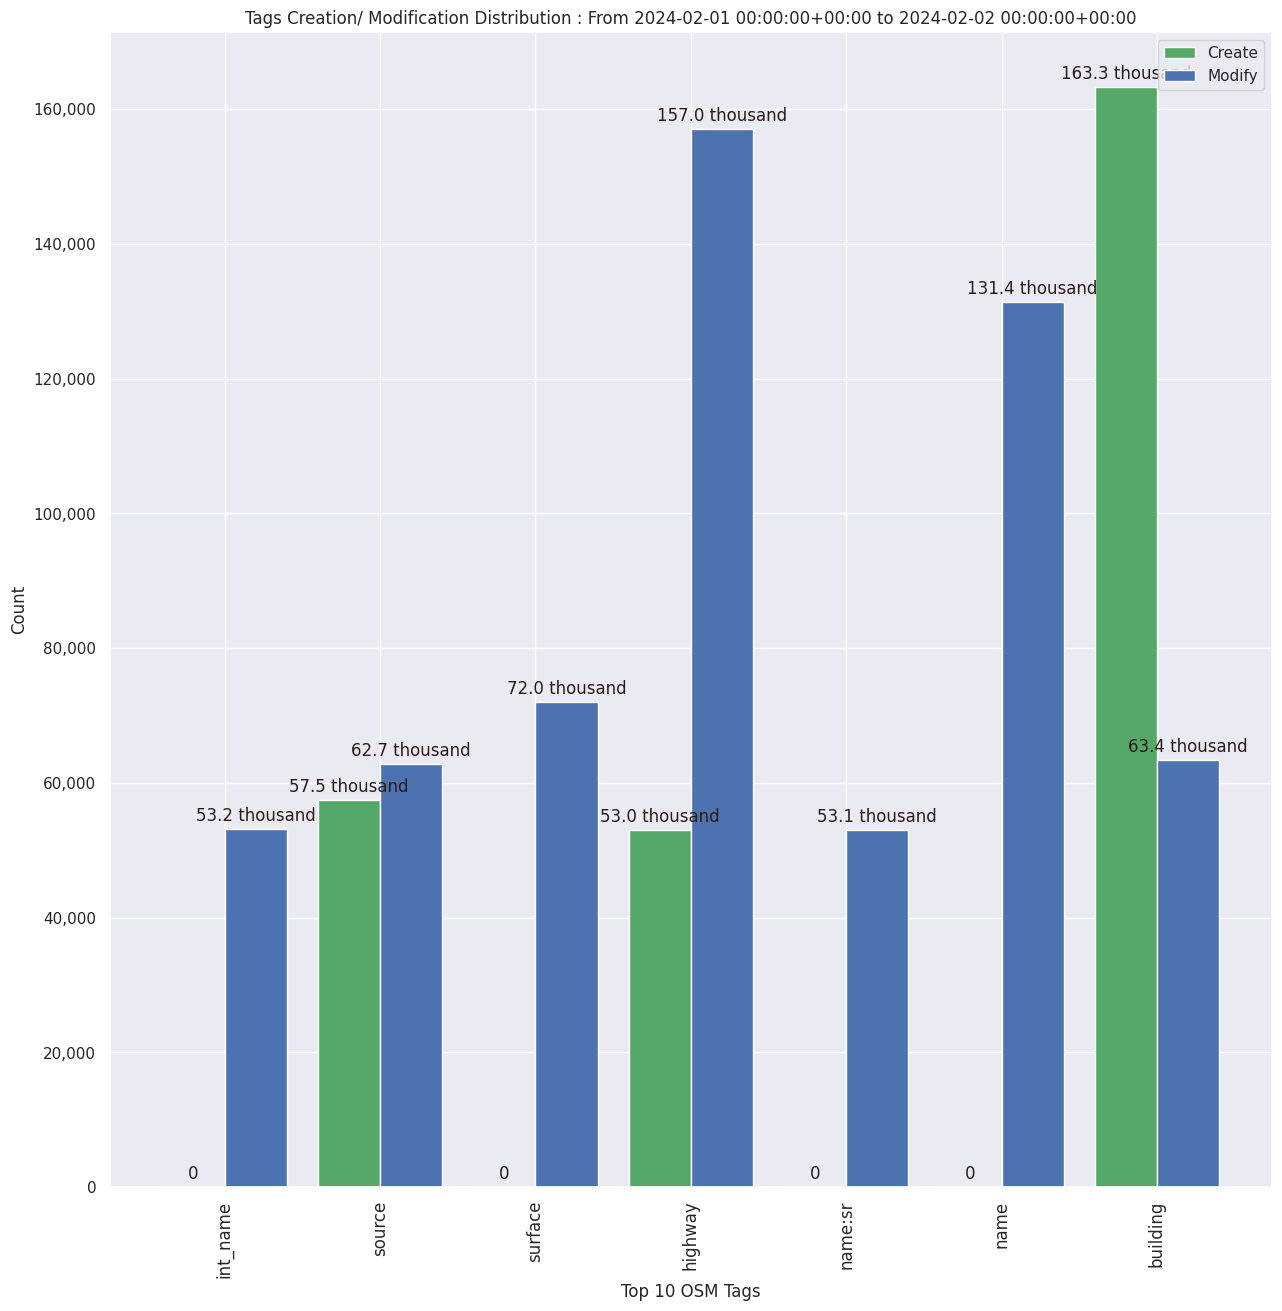 Tags Creation/ Modification Distribution : From 2024-02-01 00:00:00+00:00 to 2024-02-02 00:00:00+00:00
Create
Modify
163.3 thousand
157.0 thousand
131.4 thousand
72.0 thousand
62.7 thousand
63.4 thousand
57.5 thousand
53.2 thousand
53.0 thousand
53.1 thousand
0
0
0
0
160,000
140,000
120,000
100,000
80,000
60,000
40,000
20,000
0
Count
int_name
source
surface
highway
name:sr
name
building
Top 10 OSM Tags